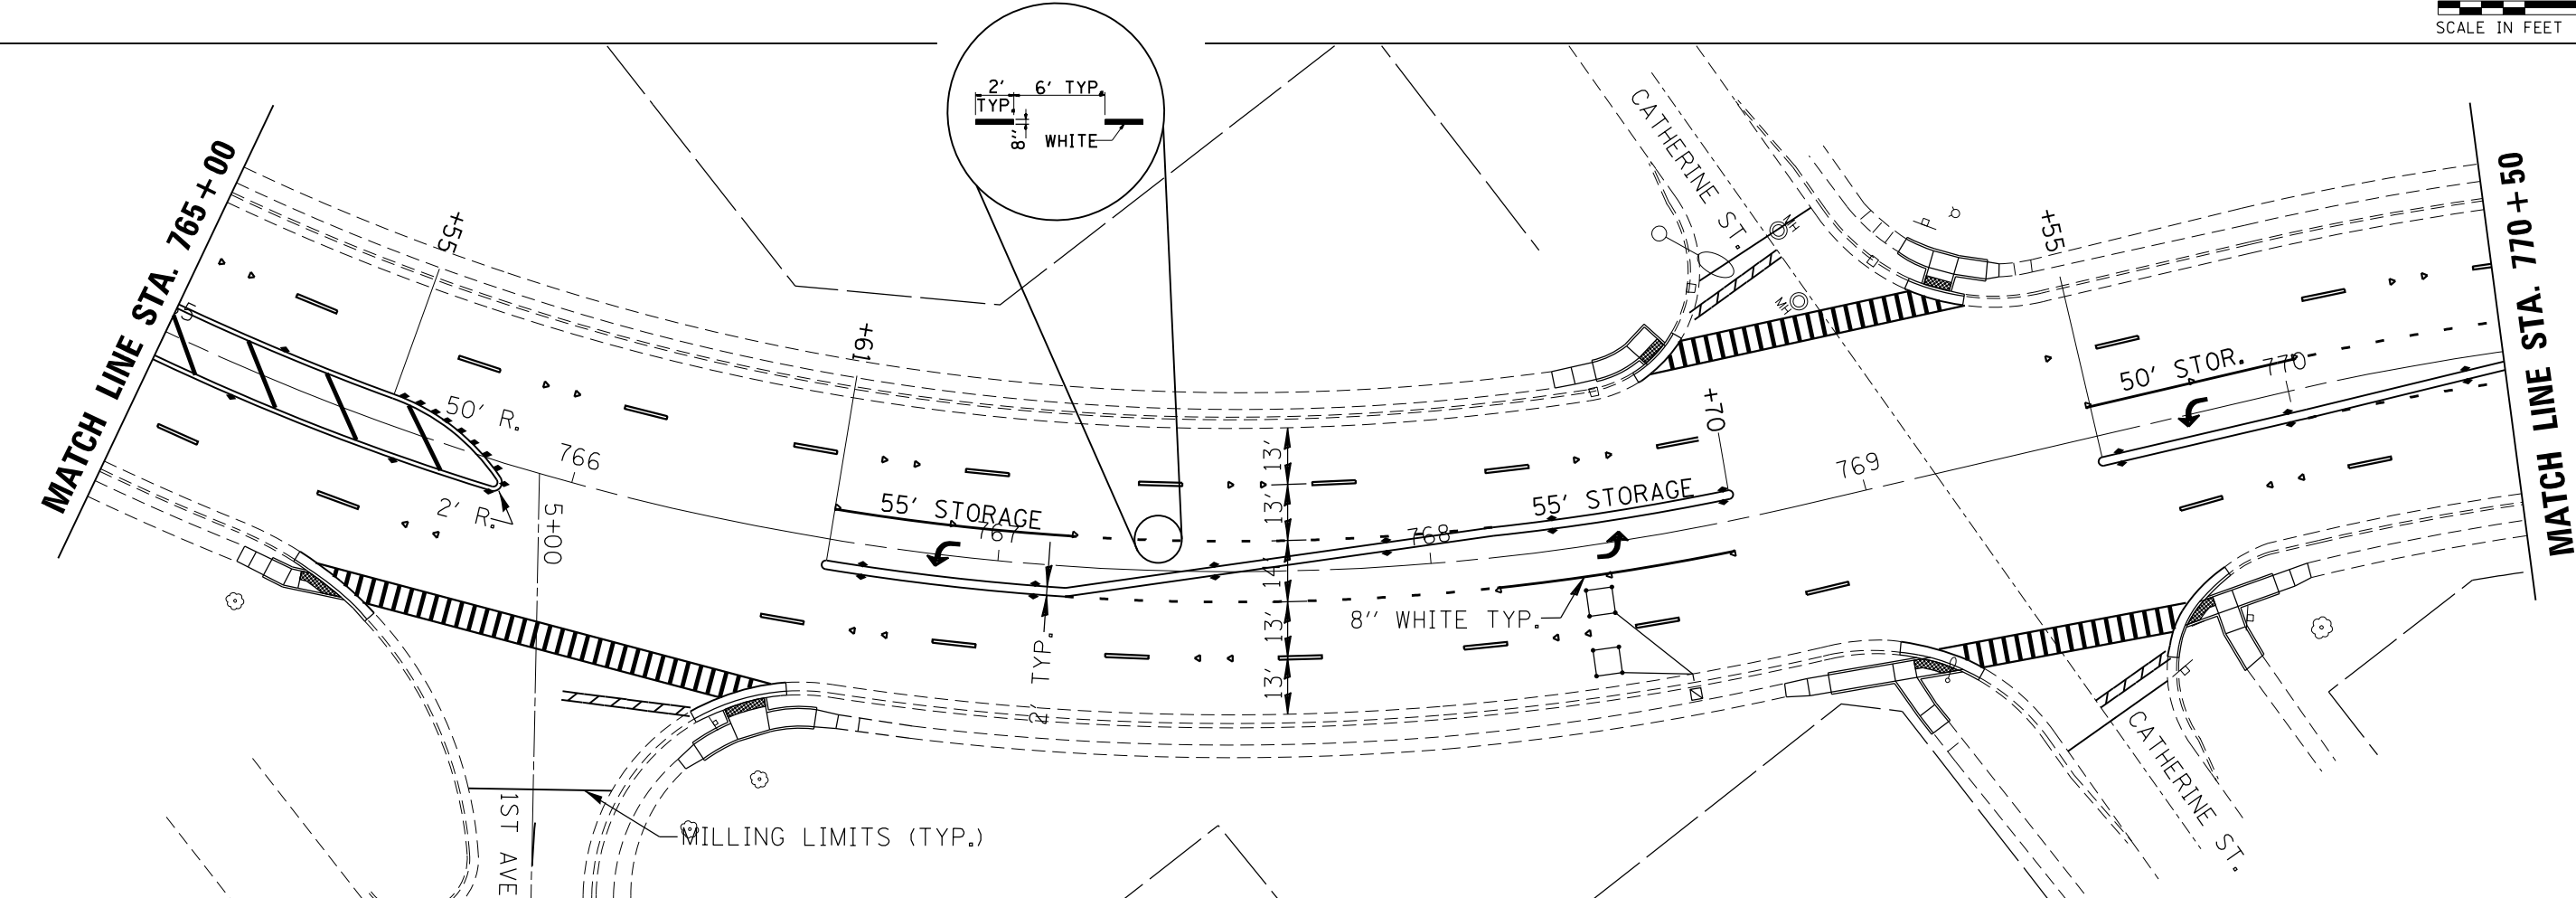 SCALE IN FEET
2' 6' TYP.
TYP.
8" WHITE
CATHERINE ST.
MATCH LINE STA. 765+00
MATCH LINE STA. 770+50
+55
+61
+55
+70
MH
MH
5
50' R.
2' R.
766
5+00
55' STORAGE
767
13'
13'
14'
13'
13'
55' STORAGE
768
769
50' STOR.
770
8" WHITE TYP.
2' TYP.
1ST AVE
MILLING LIMITS (TYP.)
CATHERINE ST.